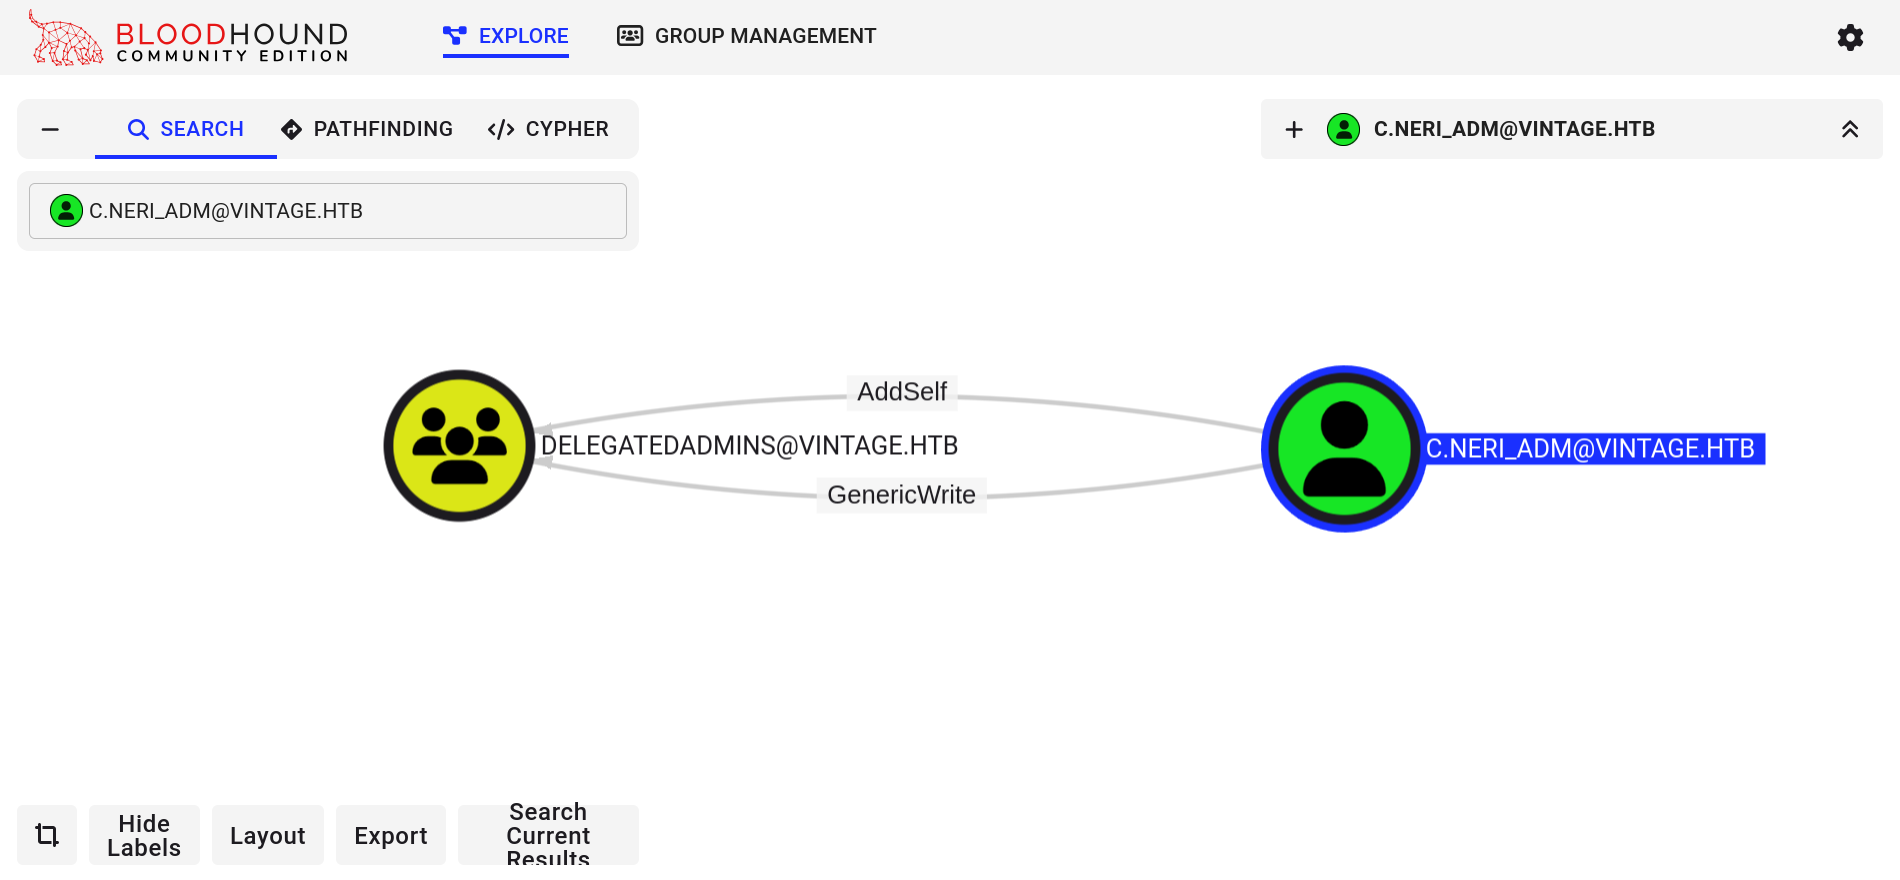 BLOODHOUND
COMMUNITY EDITION
EXPLORE
GROUP MANAGEMENT
SEARCH
PATHFINDING
CYPHER
C.NERI_ADM@VINTAGE.HTB
C.NERI_ADM@VINTAGE.HTB
AddSelf
DELEGATEDADMINS@VINTAGE.HTB
C.NERI_ADM@VINTAGE.HTB
GenericWrite
Hide
Labels
Layout
Export
Search
Current
Results